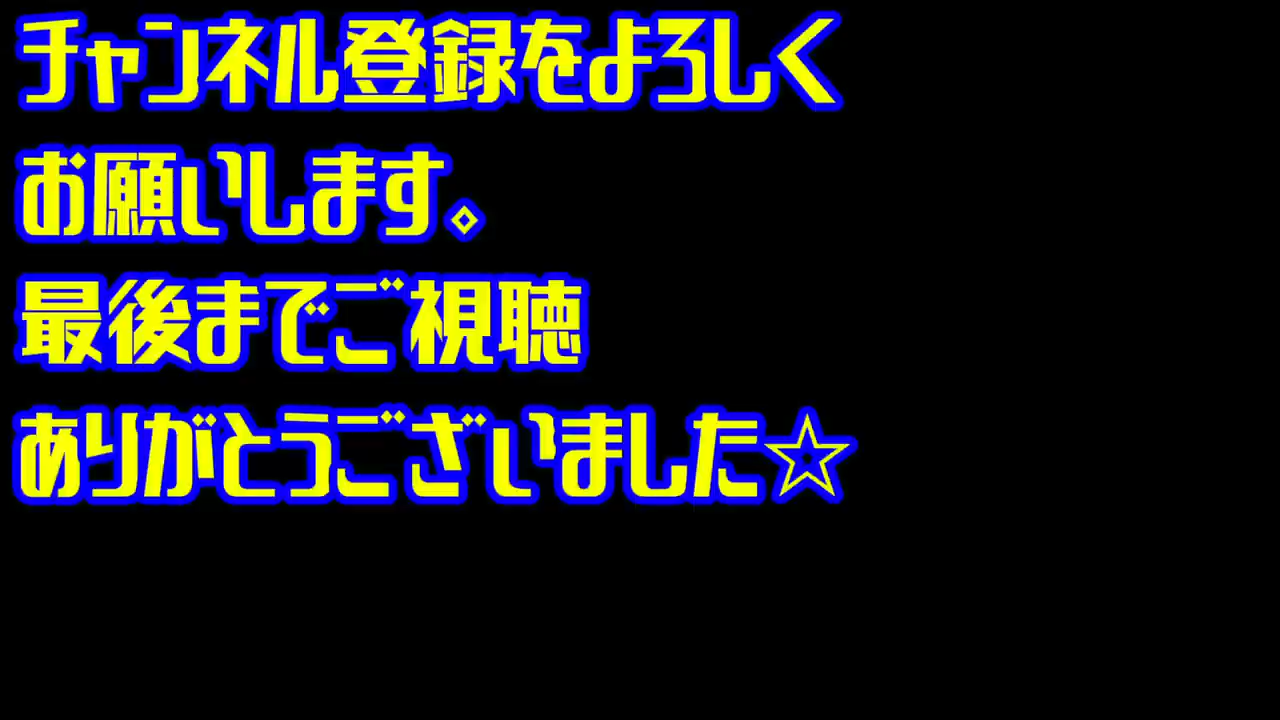 チャンネル登録をよろしく
お願いします。
最後までご視聴
ありがとうございました☆